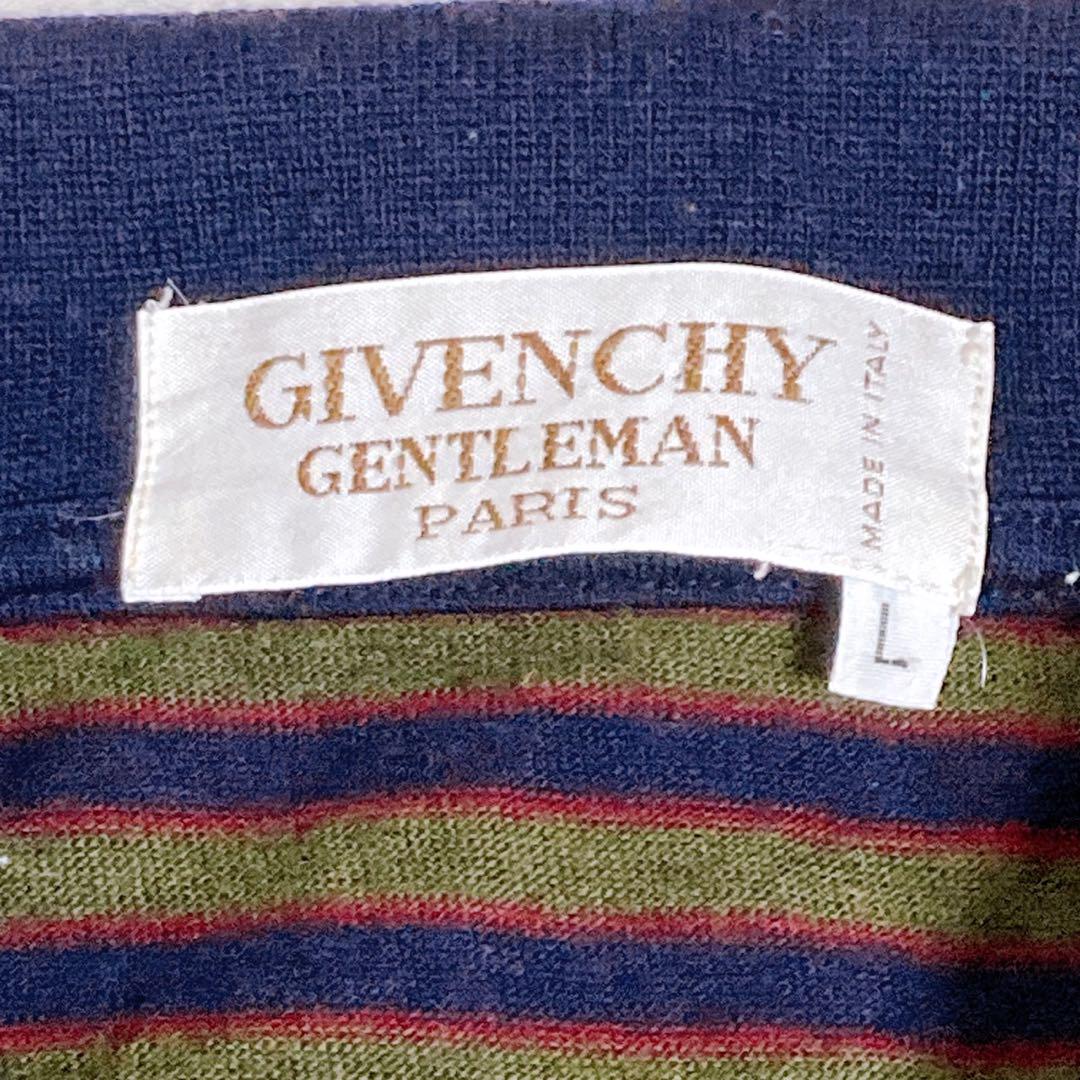 GIVENCHY
GENTLEMAN
PARIS
MADE IN ITALY
L